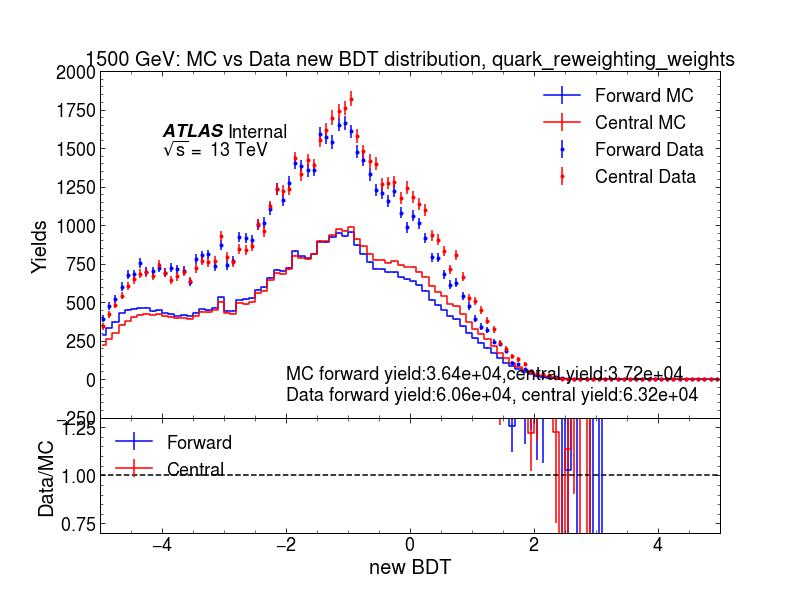 1500 GeV: MC vs Data new BDT distribution, quark_reweighting_weights
2000
1750
1500
1250
1000
750
500
250
0
−250
Yields
ATLAS Internal
√s = 13 TeV
Forward MC
Central MC
Forward Data
Central Data
MC forward yield:3.64e+04,central yield:3.72e+04
Data forward yield:6.06e+04, central yield:6.32e+04
1.25
1.00
0.75
Data/MC
Forward
Central
−4 −2 0 2 4
new BDT